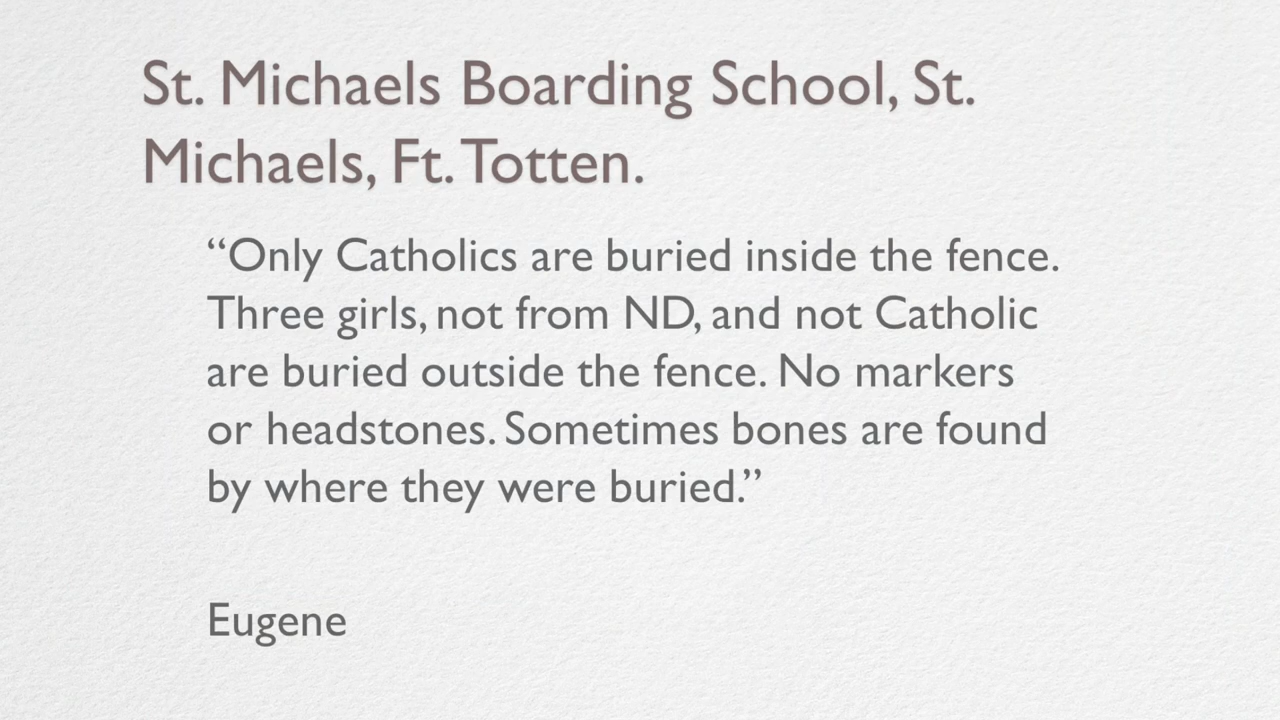 St. Michaels Boarding School, St.
Michaels, Ft. Totten.
“Only Catholics are buried inside the fence.
Three girls, not from ND, and not Catholic
are buried outside the fence. No markers
or headstones. Sometimes bones are found
by where they were buried.”
Eugene